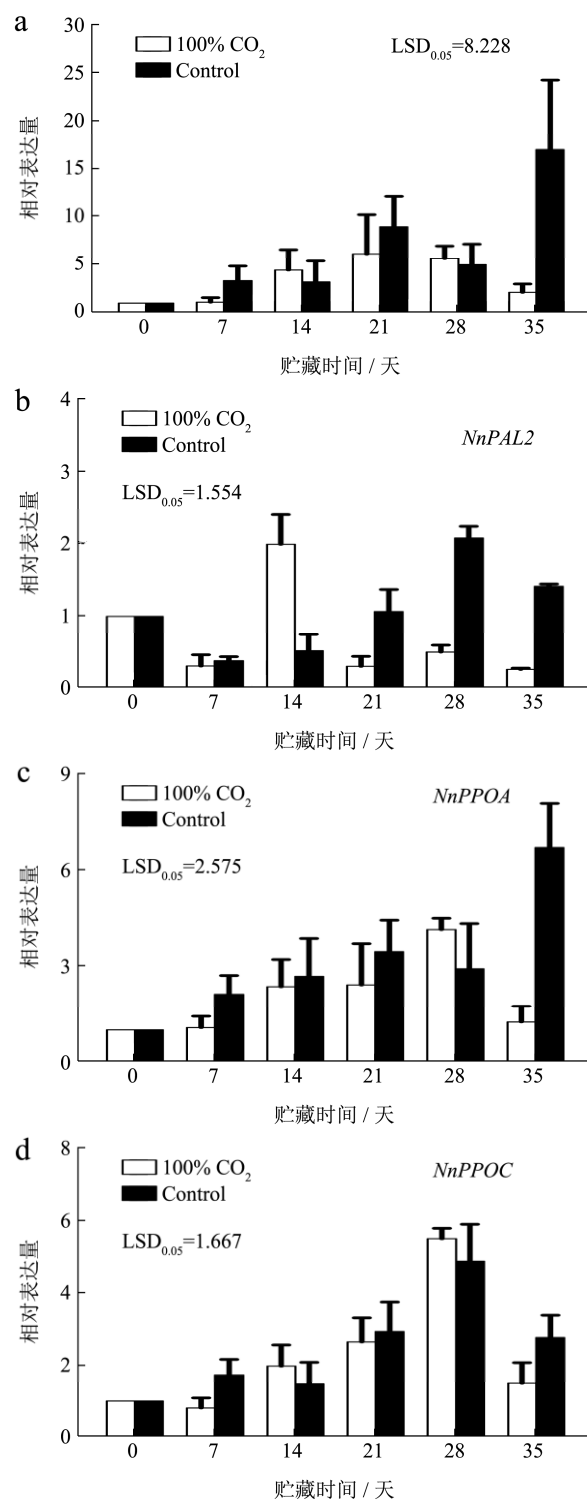 a
30
25
20
15
10
5
0
相对表达量
100% CO₂
Control
LSD₀.₀₅=8.228
0 7 14 21 28 35
贮藏时间 / 天
b
4
3
2
1
0
相对表达量
100% CO₂
Control
NnPAL2
LSD₀.₀₅=1.554
0 7 14 21 28 35
贮藏时间 / 天
c
9
6
3
0
相对表达量
100% CO₂
Control
NnPPOA
LSD₀.₀₅=2.575
0 7 14 21 28 35
贮藏时间 / 天
d
8
6
4
2
0
相对表达量
100% CO₂
Control
NnPPOC
LSD₀.₀₅=1.667
0 7 14 21 28 35
贮藏时间 / 天